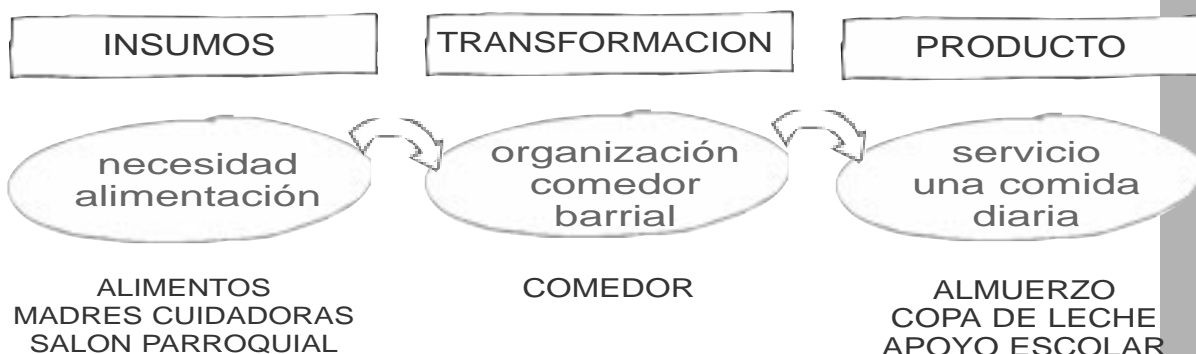 INSUMOS
TRANSFORMACION
PRODUCTO
necesidad
alimentación
organización
comedor
barrial
servicio
una comida
diaria
ALIMENTOS
MADRES CUIDADORAS
SALON PARROQUIAL
COMEDOR
ALMUERZO
COPA DE LECHE
APOYO ESCOLAR